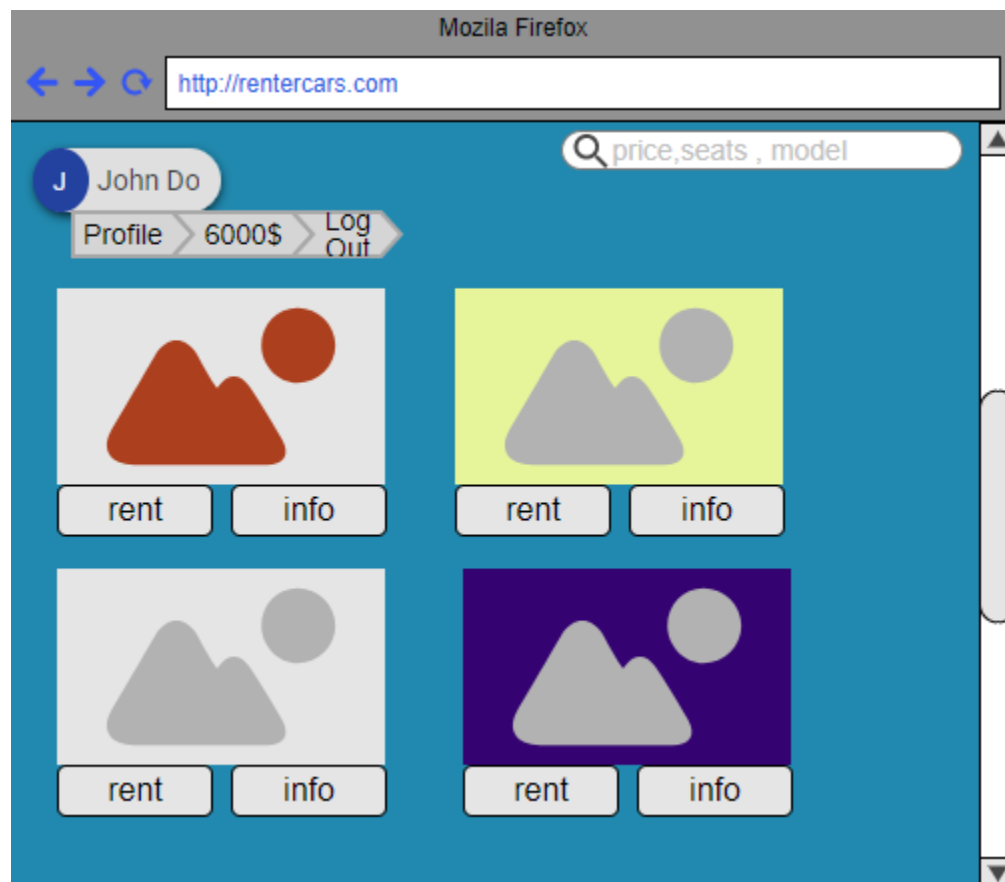 Mozila Firefox
http://rentercars.com
price,seats , model
J John Do
Profile 6000$ Log
Out
rent info rent info
rent info rent info